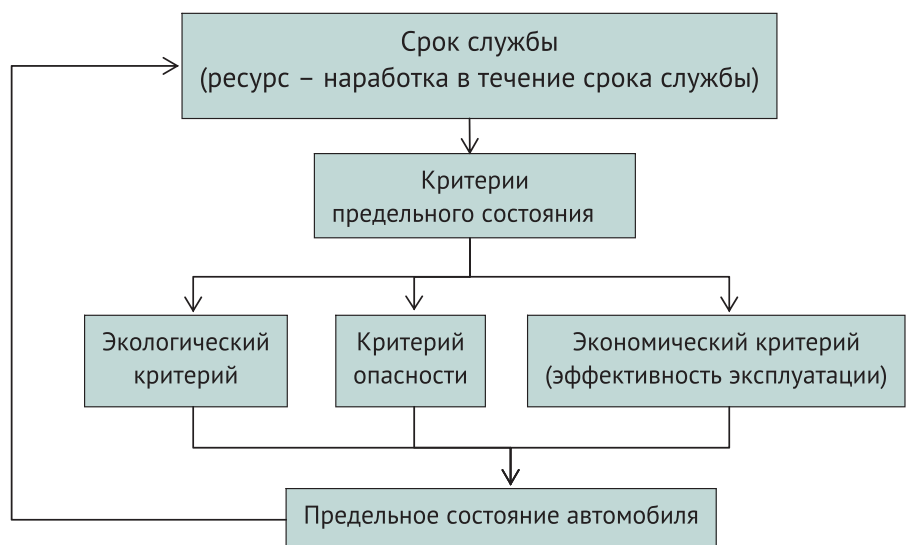 Срок службы
(ресурс – наработка в течение срока службы)
Критерии
предельного состояния
Экологический
критерий
Критерий
опасности
Экономический критерий
(эффективность эксплуатации)
Предельное состояние автомобиля